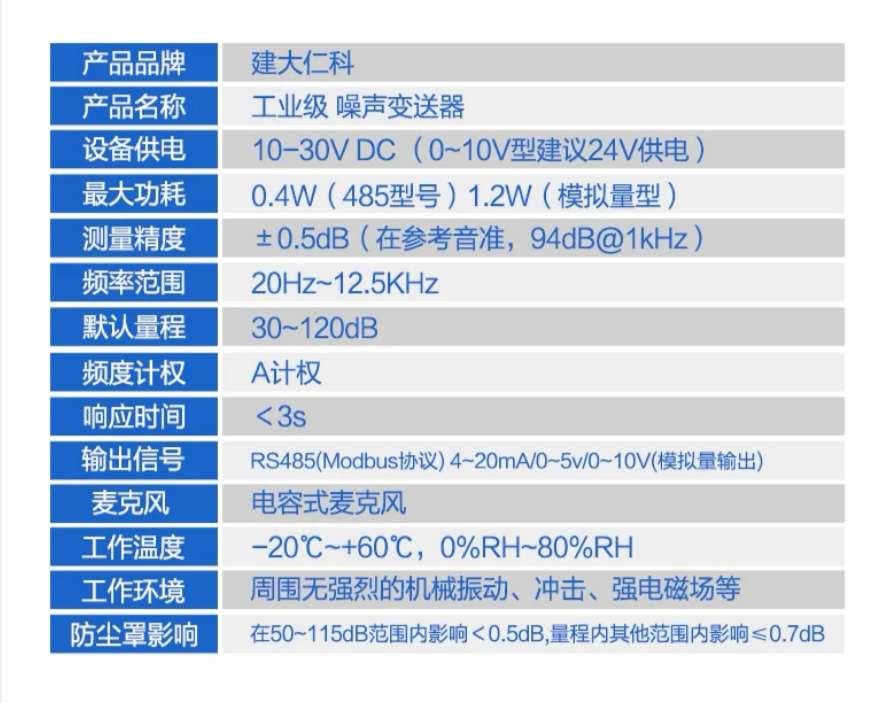 产品品牌 建大仁科
产品名称 工业级 噪声变送器
设备供电 10-30V DC（0~10V型建议24V供电）
最大功耗 0.4W（485型号）1.2W（模拟量型）
测量精度 ±0.5dB（在参考音准，94dB@1kHz）
频率范围 20Hz~12.5KHz
默认量程 30~120dB
频度计权 A计权
响应时间 ＜3s
输出信号 RS485(Modbus协议) 4~20mA/0~5v/0~10V(模拟量输出)
麦克风 电容式麦克风
工作温度 -20℃~+60℃，0%RH~80%RH
工作环境 周围无强烈的机械振动、冲击、强电磁场等
防尘罩影响 在50~115dB范围内影响＜0.5dB,量程内其他范围内影响≤0.7dB